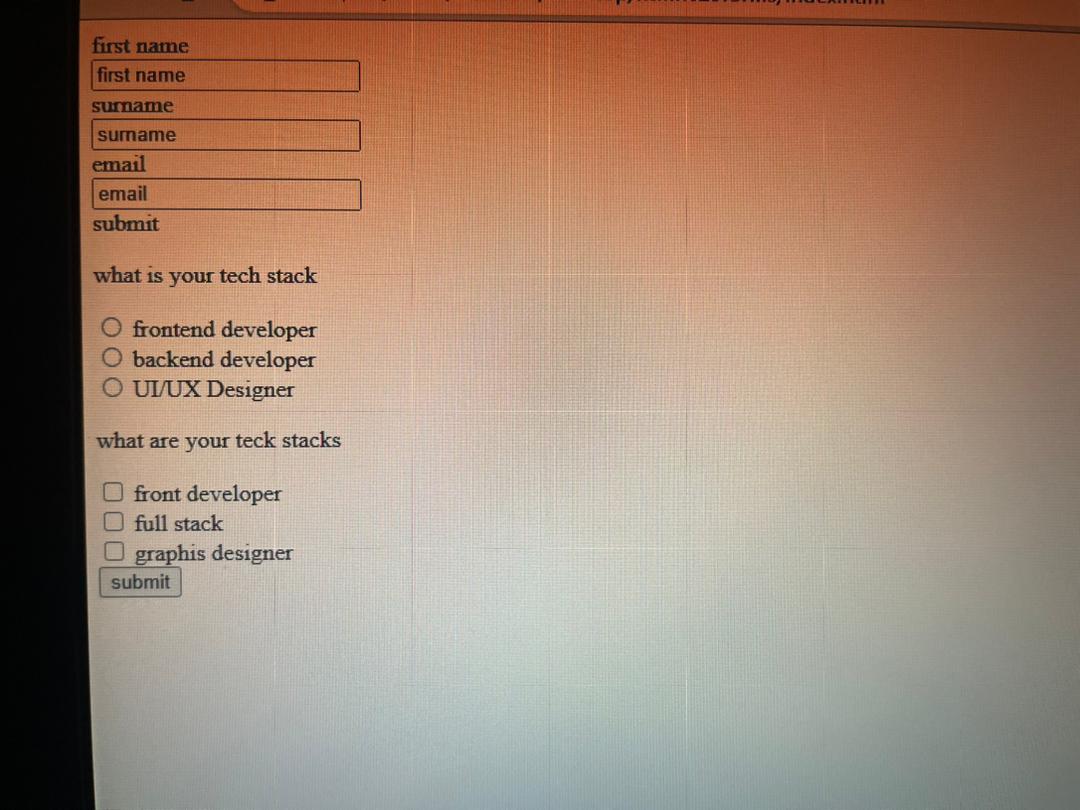 first name
first name
surname
surname
email
email
submit
what is your tech stack
frontend developer
backend developer
UI/UX Designer
what are your teck stacks
front developer
full stack
graphis designer
submit